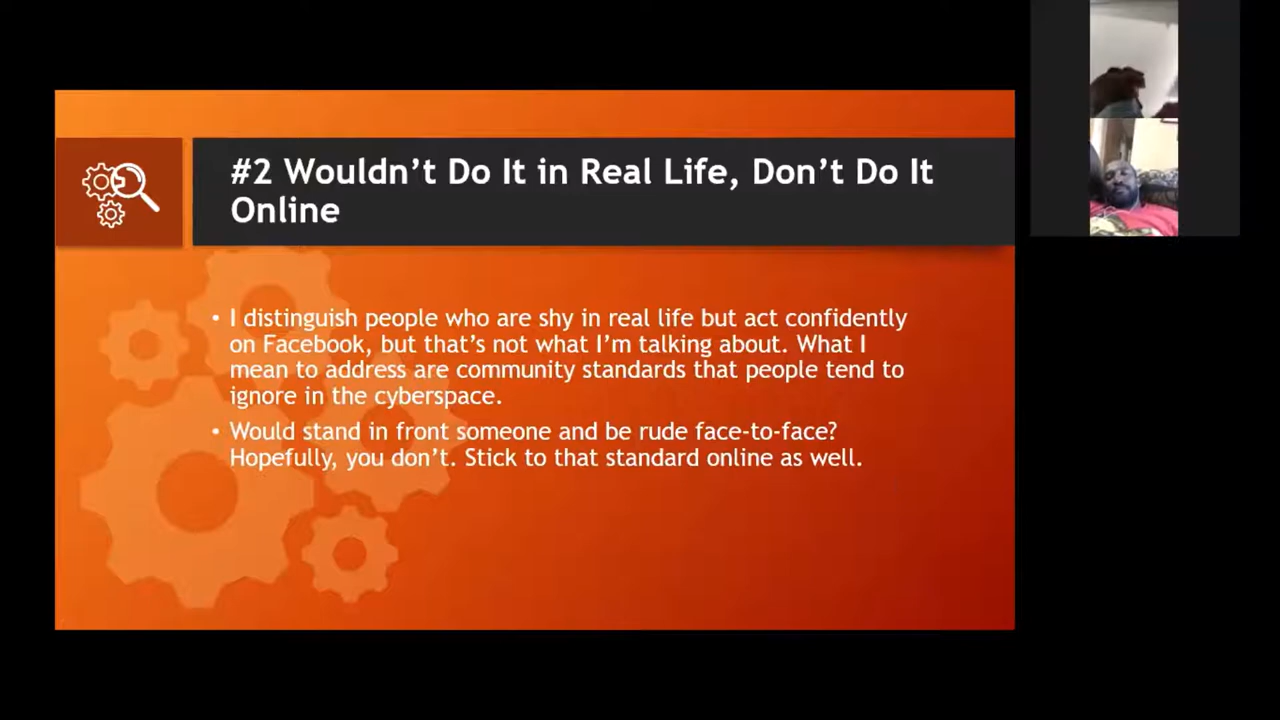 #2 Wouldn’t Do It in Real Life, Don’t Do It
Online
• I distinguish people who are shy in real life but act confidently
on Facebook, but that’s not what I’m talking about. What I
mean to address are community standards that people tend to
ignore in the cyberspace.
• Would stand in front someone and be rude face-to-face?
Hopefully, you don’t. Stick to that standard online as well.